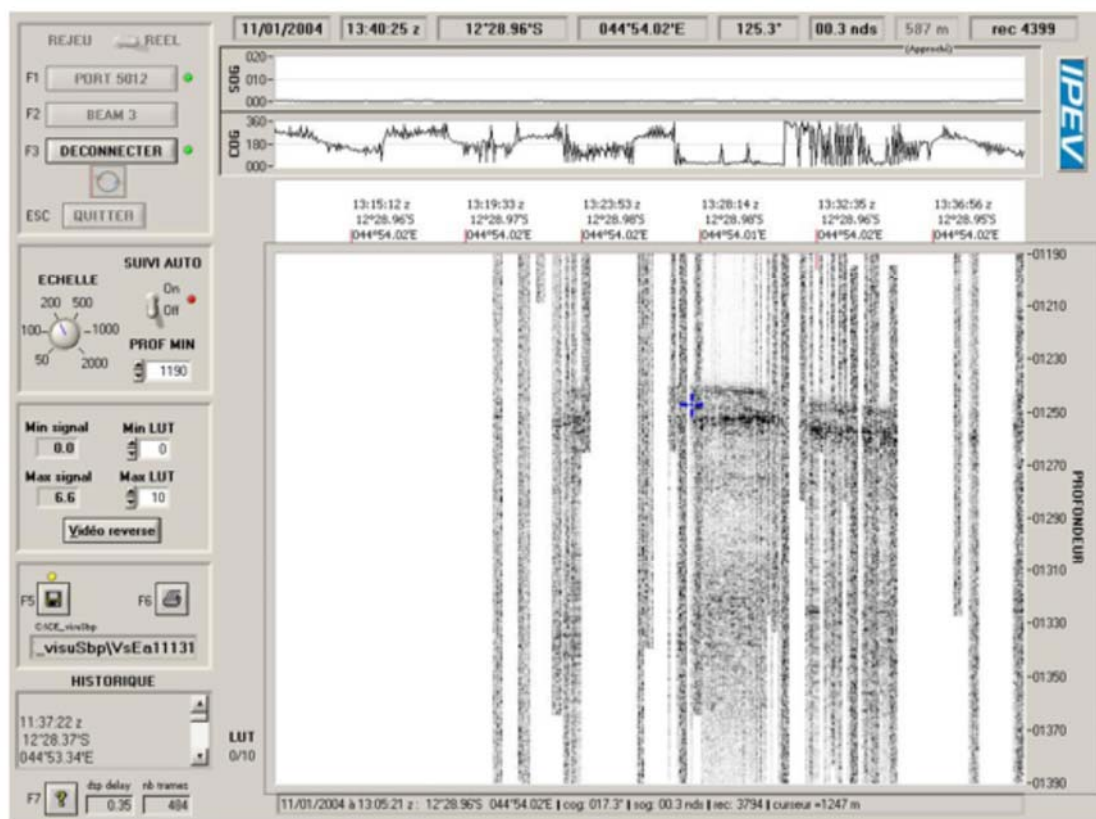 11/01/2004 13:40:25 z 12°28.96°S 044°54.02'E 125.3° 00.3 nds 587 m rec 4399
(Approché)
REJEU REEL
F1 PORT 5012
F2 BEAM 3
F3 DECONNECTER
ESC QUITTER
SOG
020
010
000
COG
360
180
000
IPEV
13:15:12 z 13:19:33 z 13:23:53 z 13:28:14 z 13:32:35 z 13:36:56 z
12°28.96'S 12°28.97'S 12°28.98'S 12°28.98'S 12°28.96'S 12°28.95'S
044°54.02'E 044°54.02'E 044°54.02'E 044°54.01'E 044°54.02'E 044°54.02'E
SUIVI AUTO
ECHELLE
On
Off
200 500
100 1000
50 2000
PROF MIN
1190
Min signal Min LUT
0.0 0
Max signal Max LUT
6.6 10
Vidéo reverse
F5 F6
_visuSbp\VsEa11131
HISTORIQUE
11:37:22 z
12°28.37'S
044°53.34'E
LUT
0/10
F7 ? dsp delay nb trames
0.35 484
-01190
-01210
-01230
-01250
-01270
-01290
-01310
-01330
-01350
-01370
-01390
PROFONDEUR
11/01/2004 à 13:05:21 z : 12°28.96'S 044°54.02'E | cog: 017.3° | sog: 00.3 nds | rec: 3794 | curseur =1247 m